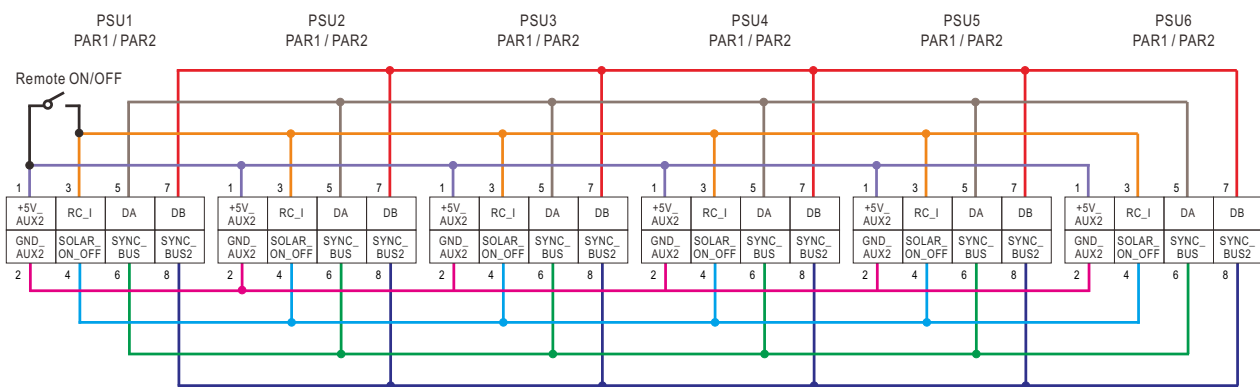 PSU1 PSU2 PSU3 PSU4 PSU5 PSU6
PAR1 / PAR2 PAR1 / PAR2 PAR1 / PAR2 PAR1 / PAR2 PAR1 / PAR2 PAR1 / PAR2
Remote ON/OFF
1 3 5 7 1 3 5 7 1 3 5 7 1 3 5 7 1 3 5 7 1 3 5 7
+5V_ RC_I DA DB +5V_ RC_I DA DB +5V_ RC_I DA DB +5V_ RC_I DA DB +5V_ RC_I DA DB +5V_ RC_I DA DB
AUX2 AUX2 AUX2 AUX2 AUX2 AUX2
GND_ SOLAR_ SYNC_ SYNC_ GND_ SOLAR_ SYNC_ SYNC_ GND_ SOLAR_ SYNC_ SYNC_ GND_ SOLAR_ SYNC_ SYNC_ GND_ SOLAR_ SYNC_ SYNC_ GND_ SOLAR_ SYNC_ SYNC_
AUX2 ON_OFF BUS BUS2 AUX2 ON_OFF BUS BUS2 AUX2 ON_OFF BUS BUS2 AUX2 ON_OFF BUS BUS2 AUX2 ON_OFF BUS BUS2 AUX2 ON_OFF BUS BUS2
2 4 6 8 2 4 6 8 2 4 6 8 2 4 6 8 2 4 6 8 2 4 6 8